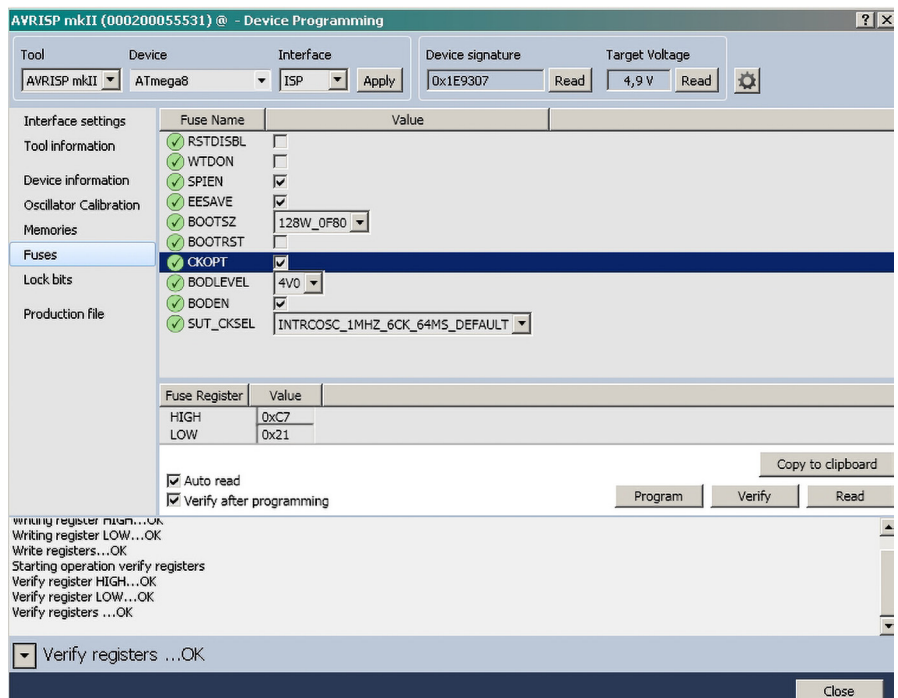 AVRISP mkII (000200055531) @ - Device Programming
Tool Device Interface Device signature Target Voltage
AVRISP mkII ATmega8 ISP Apply 0x1E9307 Read 4,9 V Read
Interface settings
Tool information
Device information
Oscillator Calibration
Memories
Fuses
Lock bits
Production file
Fuse Name Value
RSTDISBL
WTDON
SPIEN
EESAVE
BOOTSZ 128W_0F80
BOOTRST
CKOPT
BODLEVEL 4V0
BODEN
SUT_CKSEL INTRCOSC_1MHZ_6CK_64MS_DEFAULT
Fuse Register Value
HIGH 0xC7
LOW 0x21
Copy to clipboard
Auto read
Verify after programming
Program Verify Read
Writing register HIGH...OK
Writing register LOW...OK
Write registers...OK
Starting operation verify registers
Verify register HIGH...OK
Verify register LOW...OK
Verify registers ...OK
Verify registers ...OK
Close